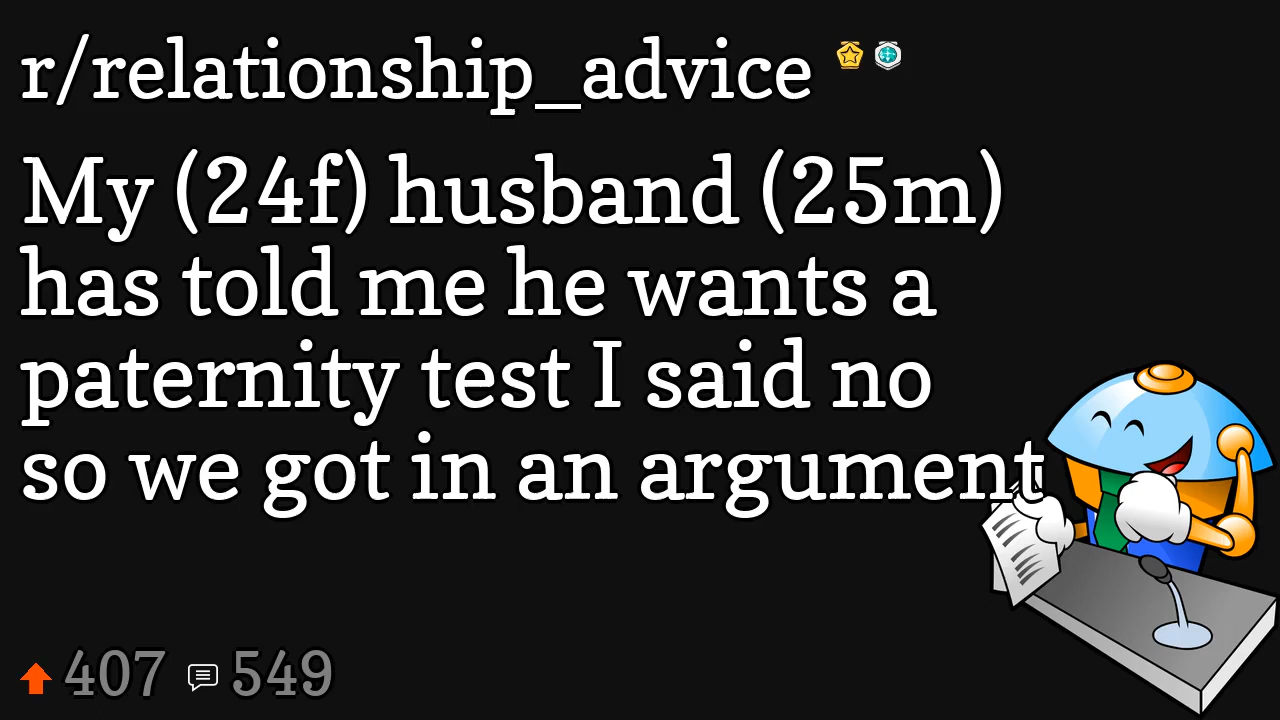 r/relationship_advice
My (24f) husband (25m)
has told me he wants a
paternity test I said no
so we got in an argument
407 549